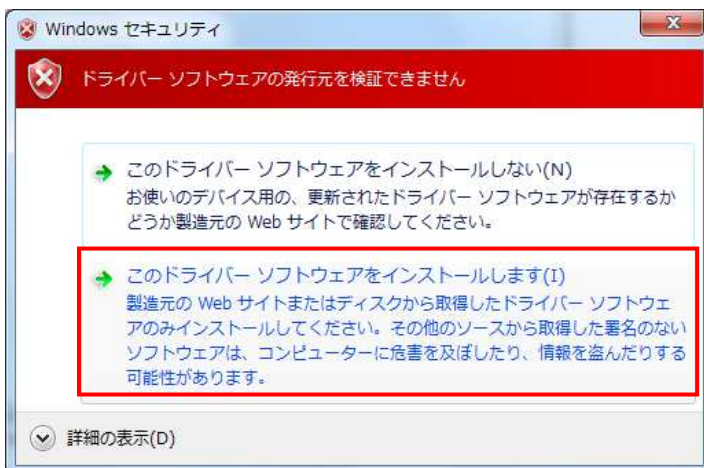 Windows セキュリティ
ドライバー ソフトウェアの発行元を検証できません
このドライバー ソフトウェアをインストールしない(N)
お使いのデバイス用の、更新されたドライバー ソフトウェアが存在するか
どうか製造元の Web サイトで確認してください。
このドライバー ソフトウェアをインストールします(I)
製造元の Web サイトまたはディスクから取得したドライバー ソフトウェ
アのみインストールしてください。その他のソースから取得した署名のない
ソフトウェアは、コンピューターに危害を及ぼしたり、情報を盗んだりする
可能性があります。
詳細の表示(D)